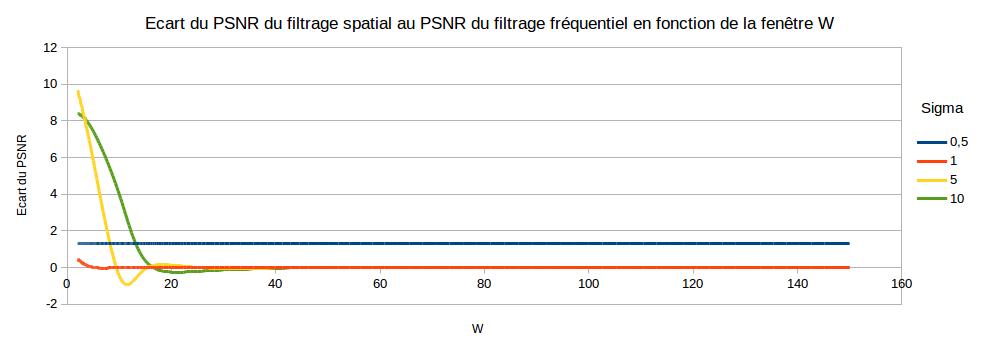 Ecart du PSNR du filtrage spatial au PSNR du filtrage fréquentiel en fonction de la fenêtre W
12
10
8
6
4
2
0
-2
Ecart du PSNR
0 20 40 60 80 100 120 140 160
W
Sigma
0,5
1
5
10